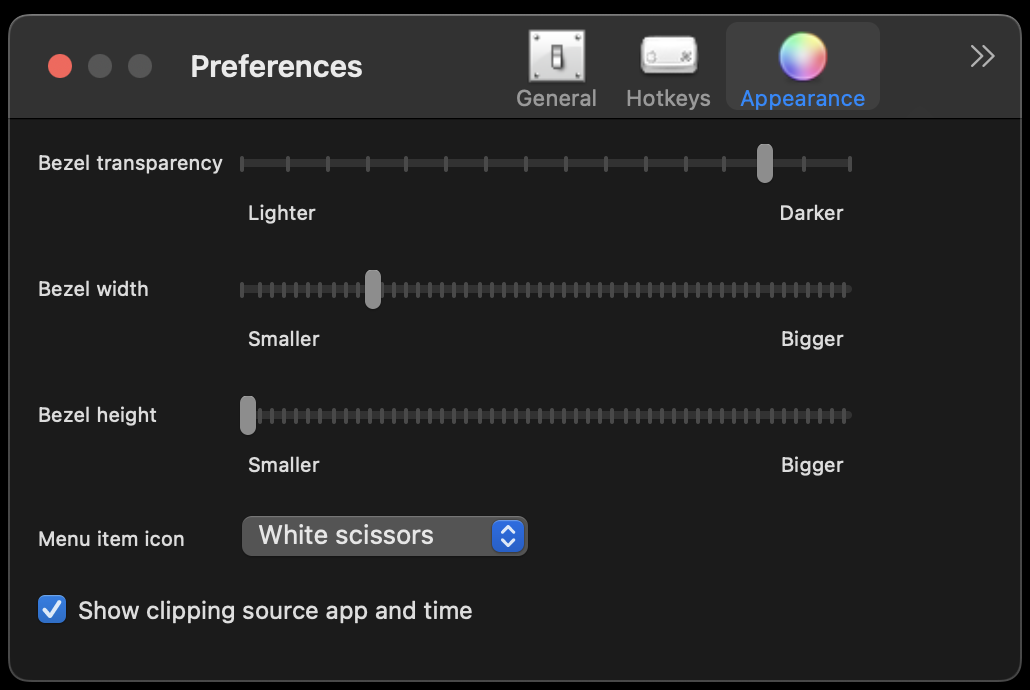 Preferences
General
Hotkeys
Appearance
Bezel transparency
Lighter
Darker
Bezel width
Smaller
Bigger
Bezel height
Smaller
Bigger
Menu item icon
White scissors
Show clipping source app and time